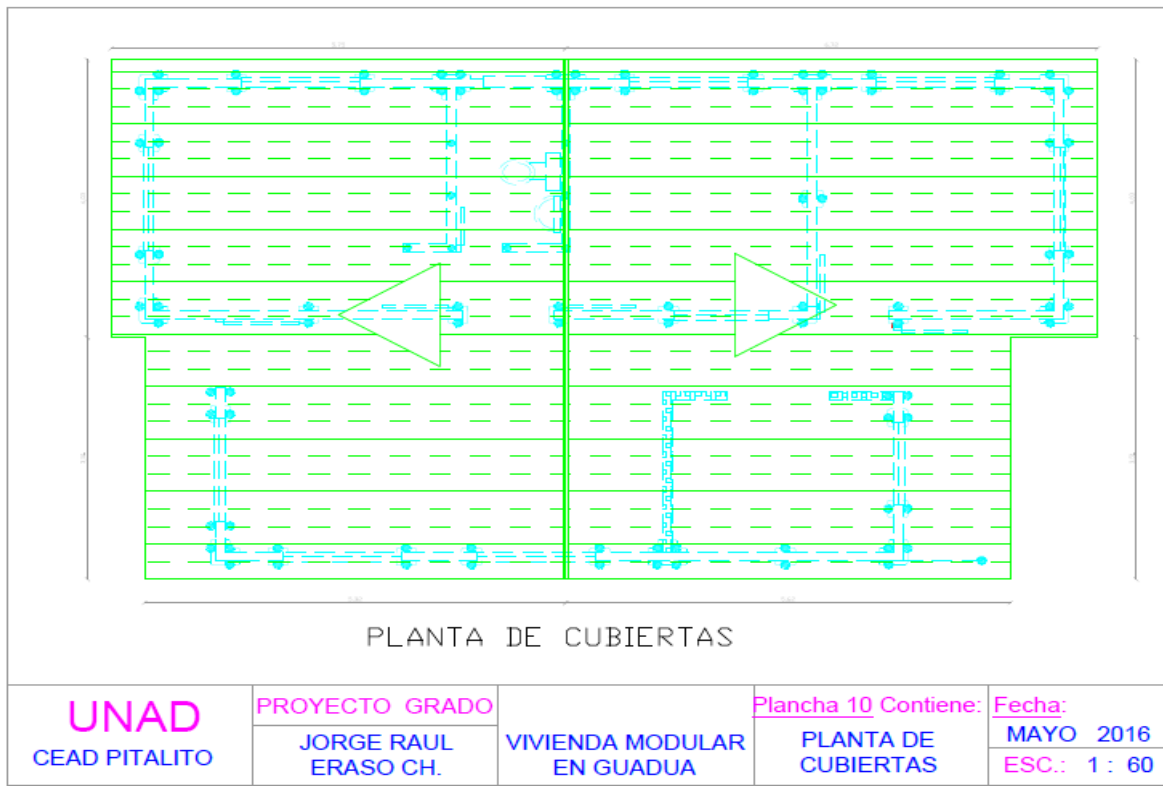 PLANTA DE CUBIERTAS
UNAD
CEAD PITALITO
PROYECTO GRADO
JORGE RAUL
ERASO CH.
VIVIENDA MODULAR
EN GUADUA
Plancha 10 Contiene:
PLANTA DE
CUBIERTAS
Fecha:
MAYO 2016
ESC.: 1 : 60